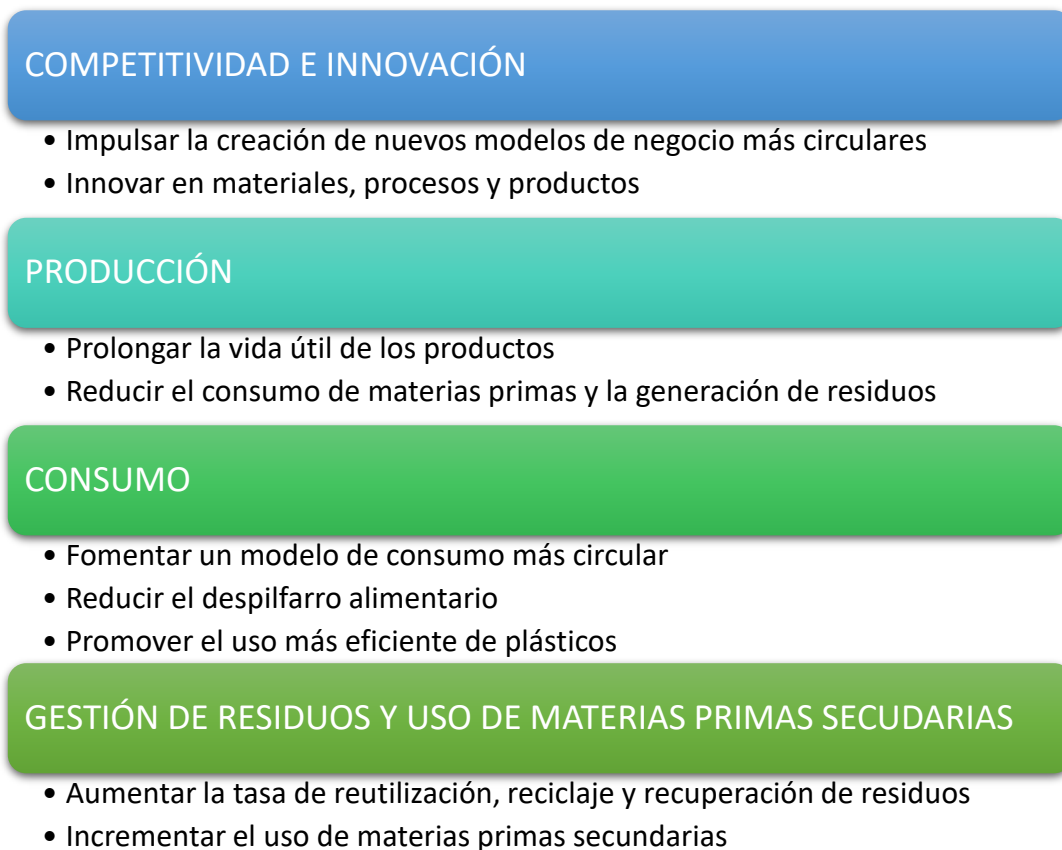 COMPETITIVIDAD E INNOVACIÓN
• Impulsar la creación de nuevos modelos de negocio más circulares
• Innovar en materiales, procesos y productos
PRODUCCIÓN
• Prolongar la vida útil de los productos
• Reducir el consumo de materias primas y la generación de residuos
CONSUMO
• Fomentar un modelo de consumo más circular
• Reducir el despilfarro alimentario
• Promover el uso más eficiente de plásticos
GESTIÓN DE RESIDUOS Y USO DE MATERIAS PRIMAS SECUDARIAS
• Aumentar la tasa de reutilización, reciclaje y recuperación de residuos
• Incrementar el uso de materias primas secundarias